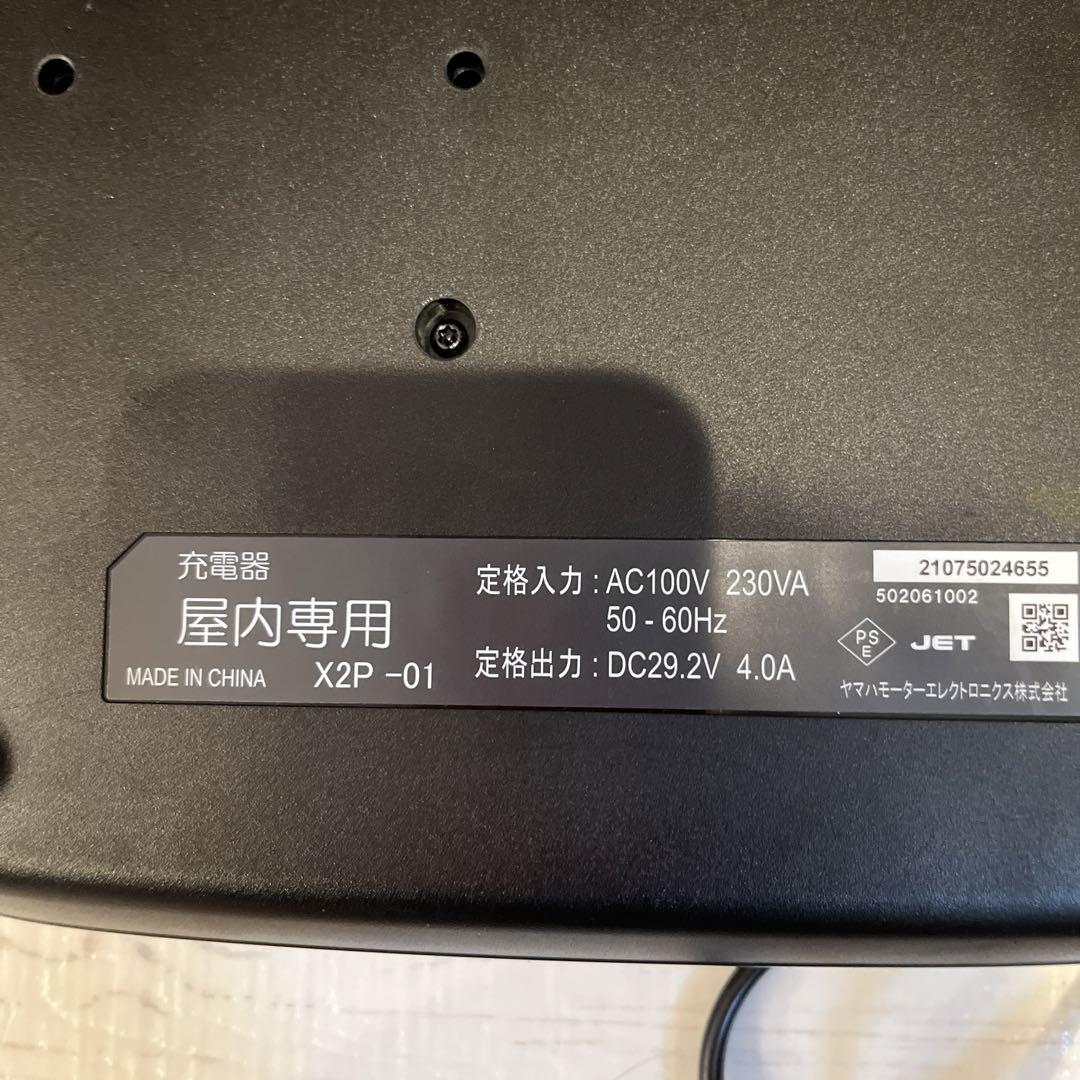 充電器
屋内専用
MADE IN CHINA X2P -01
定格入力 : AC100V 230VA
50 - 60Hz
定格出力 : DC29.2V 4.0A
21075024655
502061002
PS
E
JET
ヤマハモーターエレクトロニクス株式会社